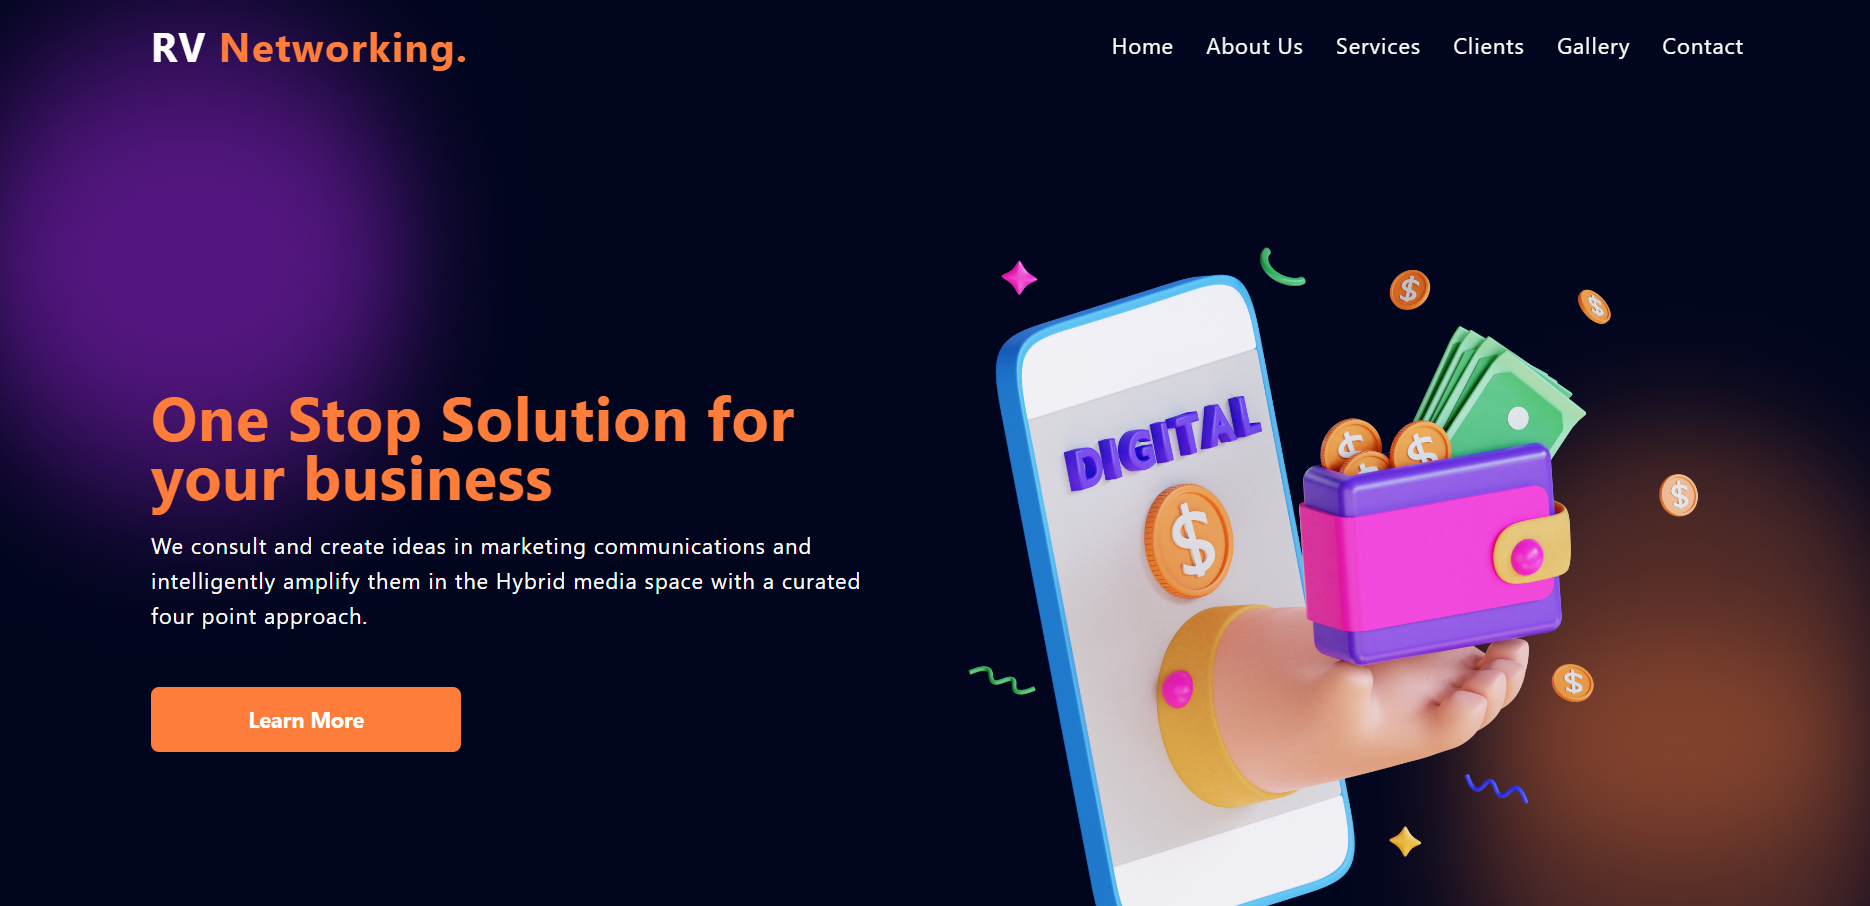 RV Networking.
Home About Us Services Clients Gallery Contact
One Stop Solution for
your business
We consult and create ideas in marketing communications and
intelligently amplify them in the Hybrid media space with a curated
four point approach.
Learn More
DIGITAL
$
$
$
$
$
$
$
$
$